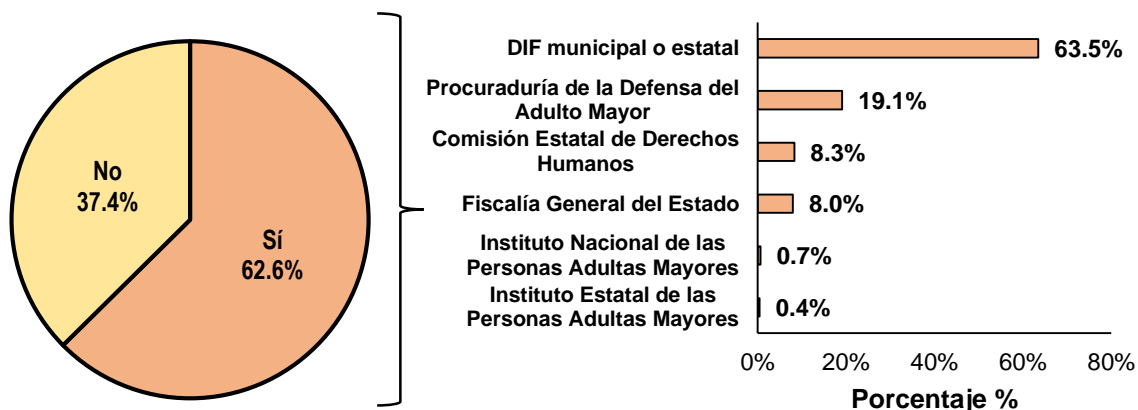 No
37.4%
Sí
62.6%
DIF municipal o estatal
63.5%
Procuraduría de la Defensa del
Adulto Mayor
19.1%
Comisión Estatal de Derechos
Humanos
8.3%
Fiscalía General del Estado
8.0%
Instituto Nacional de las
Personas Adultas Mayores
0.7%
Instituto Estatal de las
Personas Adultas Mayores
0.4%
0%
20%
40%
60%
80%
Porcentaje %